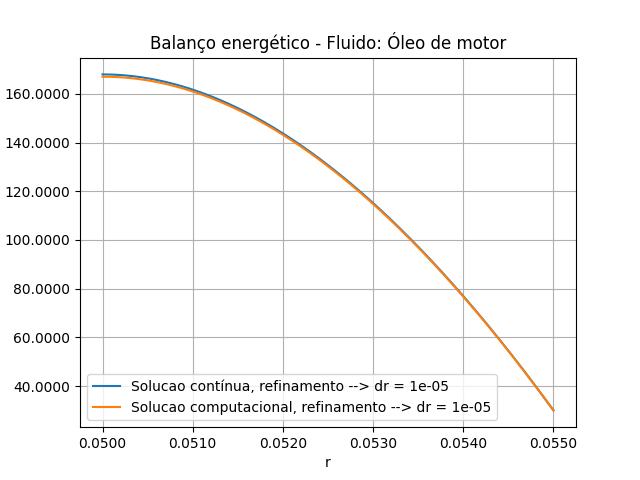 Balanço energético - Fluido: Óleo de motor
160.0000
140.0000
120.0000
100.0000
80.0000
60.0000
40.0000
Solucao contínua, refinamento --> dr = 1e-05
Solucao computacional, refinamento --> dr = 1e-05
0.0500 0.0510 0.0520 0.0530 0.0540 0.0550
r